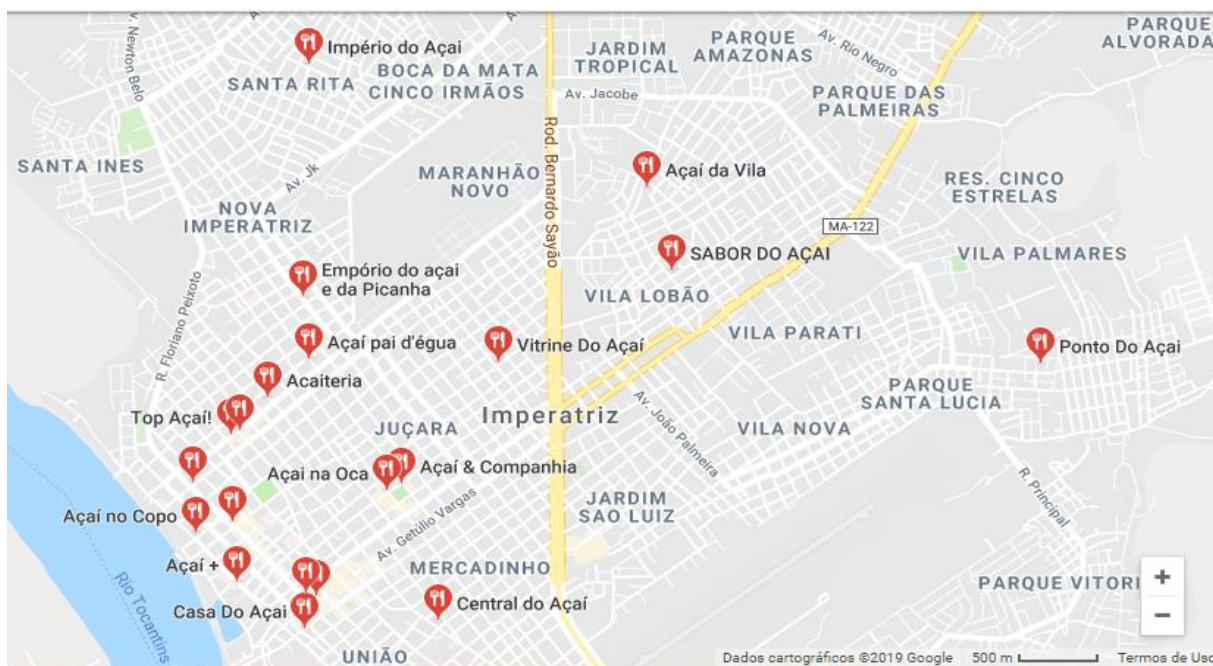 Império do Açai
SANTA RITA
BOCA DA MATA
CINCO IRMÃOS
JARDIM
TROPICAL
PARQUE
AMAZONAS
PARQUE
ALVORADA
Av. Newton Belo
Av. Rio Negro
Av. Jacobe
PARQUE DAS
PALMEIRAS
Rod. Bernardo Sayão
SANTA INES
Av. Jk
MARANHÃO
NOVO
Açaí da Vila
RES. CINCO
ESTRELAS
NOVA
IMPERATRIZ
MA-122
SABOR DO AÇAI
VILA PALMARES
Empório do açai
e da Picanha
VILA LOBÃO
R. Floriano Peixoto
Açaí pai d'égua
Vitrine Do Açaí
VILA PARATI
Ponto Do Açai
Acaiteria
PARQUE
SANTA LUCIA
Top Açaí!
Imperatriz
JUÇARA
Av. João Palmeira
VILA NOVA
Açai na Oca
Açaí & Companhia
Açaí no Copo
Av. Getúlio Vargas
JARDIM
SAO LUIZ
R. Principal
Açaí +
MERCADINHO
PARQUE VITORI
+
−
Rio Tocantins
Casa Do Açai
Central do Açaí
UNIÃO
Dados cartográficos ©2019 Google
500 m
Termos de Uso